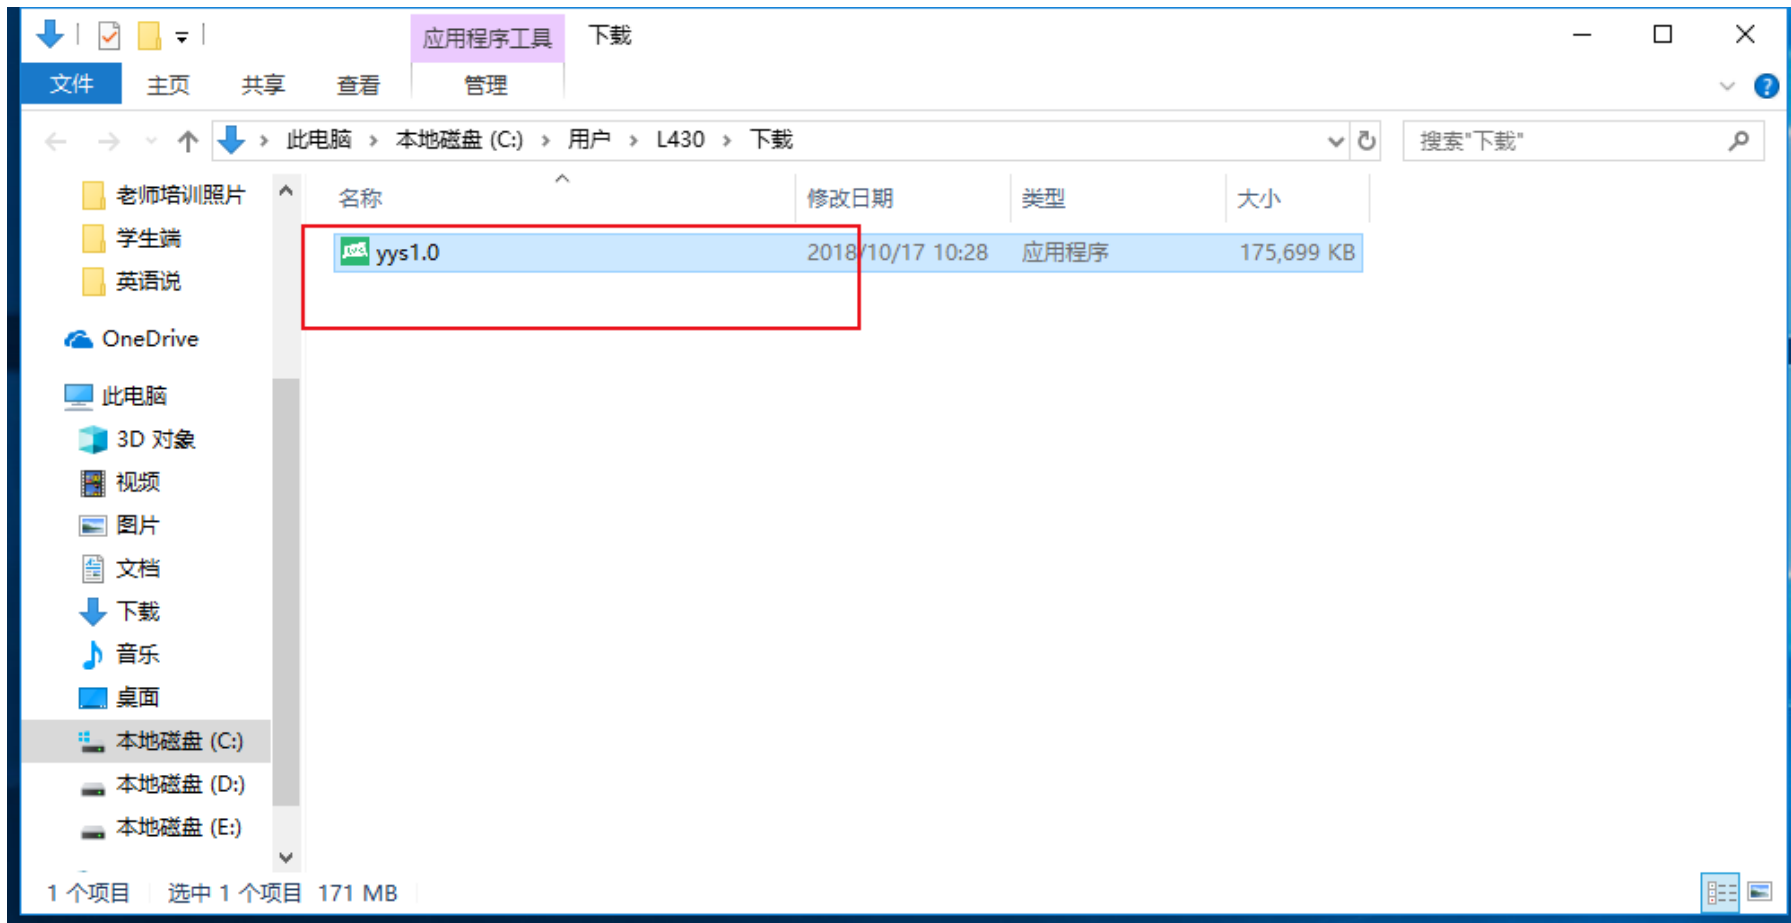 应用程序工具 下载
文件 主页 共享 查看 管理
此电脑 本地磁盘 (C:) 用户 L430 下载 搜索"下载"
名称 修改日期 类型 大小
yys1.0 2018/10/17 10:28 应用程序 175,699 KB
老师培训照片
学生端
英语说
OneDrive
此电脑
3D 对象
视频
图片
文档
下载
音乐
桌面
本地磁盘 (C:)
本地磁盘 (D:)
本地磁盘 (E:)
1 个项目 选中 1 个项目 171 MB